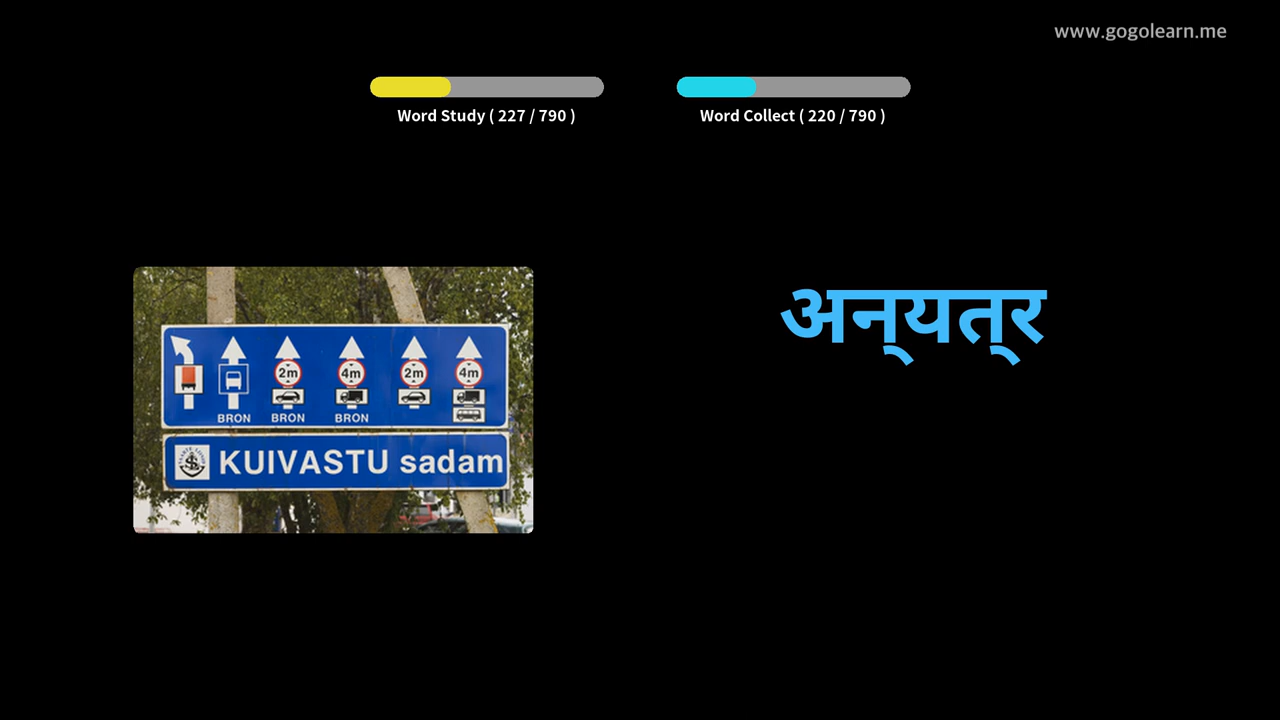 www.gogolearn.me
Word Study ( 227 / 790 )
Word Collect ( 220 / 790 )
अन्‌यत्‌र
2m 4m 2m 4m
BRON BRON BRON
KUIVASTU sadam